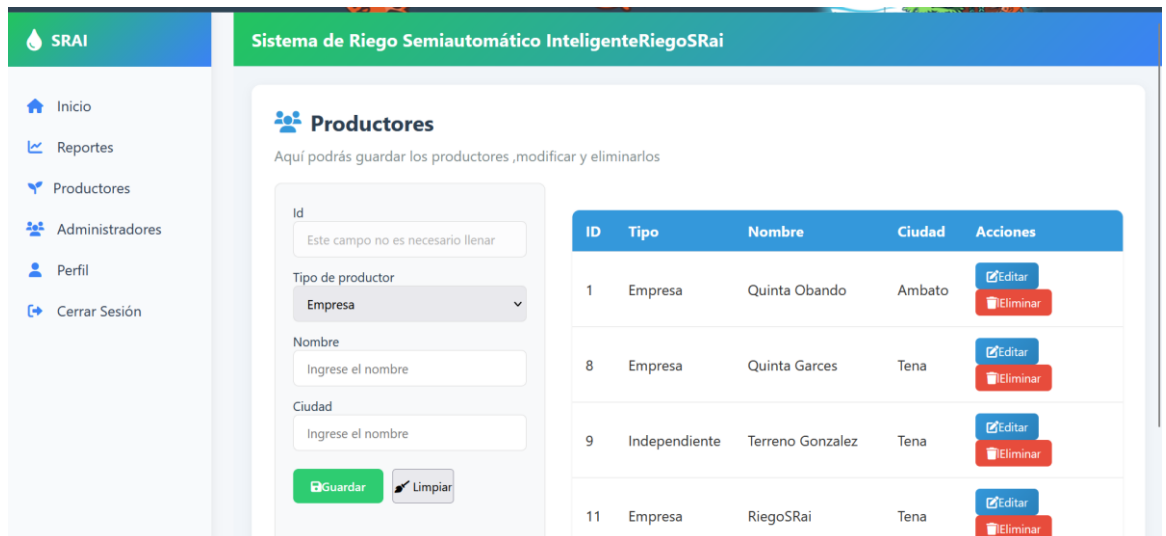 SRAI
Sistema de Riego Semiautomático InteligenteRiegoSRai
Inicio
Reportes
Productores
Administradores
Perfil
Cerrar Sesión
Productores
Aquí podrás guardar los productores ,modificar y eliminarlos
Id
Este campo no es necesario llenar
Tipo de productor
Empresa
Nombre
Ingrese el nombre
Ciudad
Ingrese el nombre
Guardar Limpiar
ID Tipo Nombre Ciudad Acciones
1 Empresa Quinta Obando Ambato Editar
Eliminar
8 Empresa Quinta Garces Tena Editar
Eliminar
9 Independiente Terreno Gonzalez Tena Editar
Eliminar
11 Empresa RiegoSRai Tena Editar
Eliminar